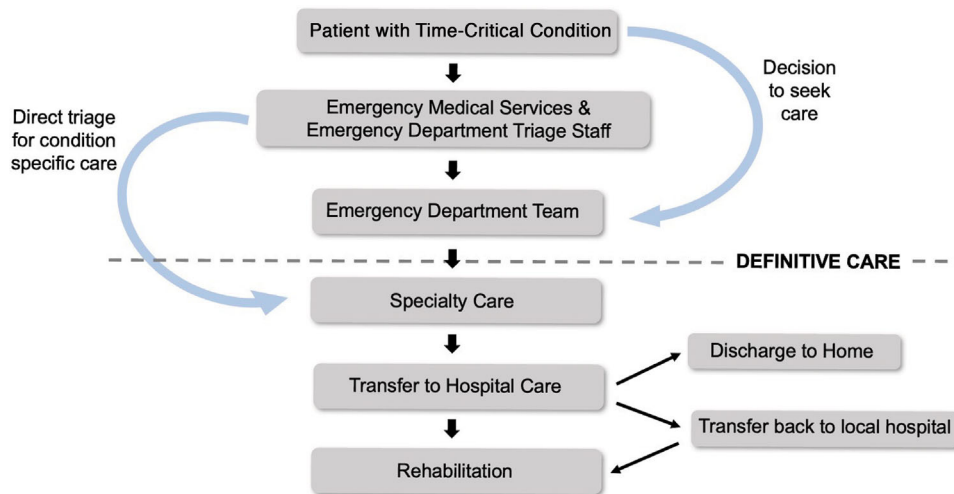 Patient with Time-Critical Condition
Decision
to seek
care
Direct triage
for condition
specific care
Emergency Medical Services &
Emergency Department Triage Staff
Emergency Department Team
DEFINITIVE CARE
Specialty Care
Discharge to Home
Transfer to Hospital Care
Transfer back to local hospital
Rehabilitation